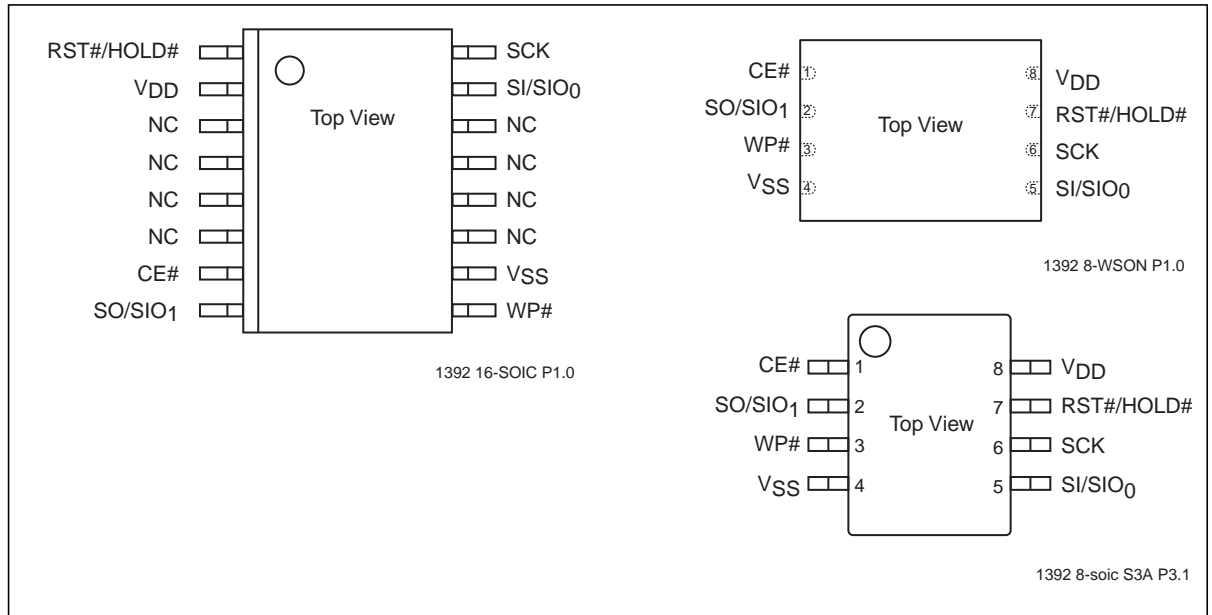 RST#/HOLD#
VDD
NC
NC
NC
NC
CE#
SO/SIO1
Top View
SCK
SI/SIO0
NC
NC
NC
NC
VSS
WP#
1392 16-SOIC P1.0
CE#
SO/SIO1
WP#
VSS
1
2
3
4
Top View
8
7
6
5
VDD
RST#/HOLD#
SCK
SI/SIO0
1392 8-WSON P1.0
CE#
SO/SIO1
WP#
VSS
1
2
3
4
Top View
8
7
6
5
VDD
RST#/HOLD#
SCK
SI/SIO0
1392 8-soic S3A P3.1